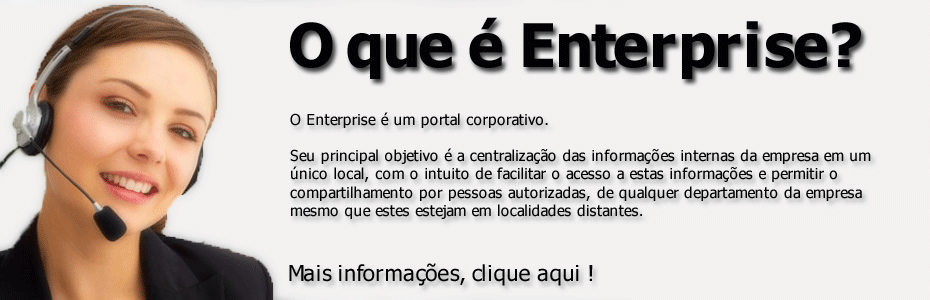 O que é Enterprise?
O Enterprise é um portal corporativo.
Seu principal objetivo é a centralização das informações internas da empresa em um
único local, com o intuito de facilitar o acesso a estas informações e permitir o
compartilhamento por pessoas autorizadas, de qualquer departamento da empresa
mesmo que estes estejam em localidades distantes.
Mais informações, clique aqui !